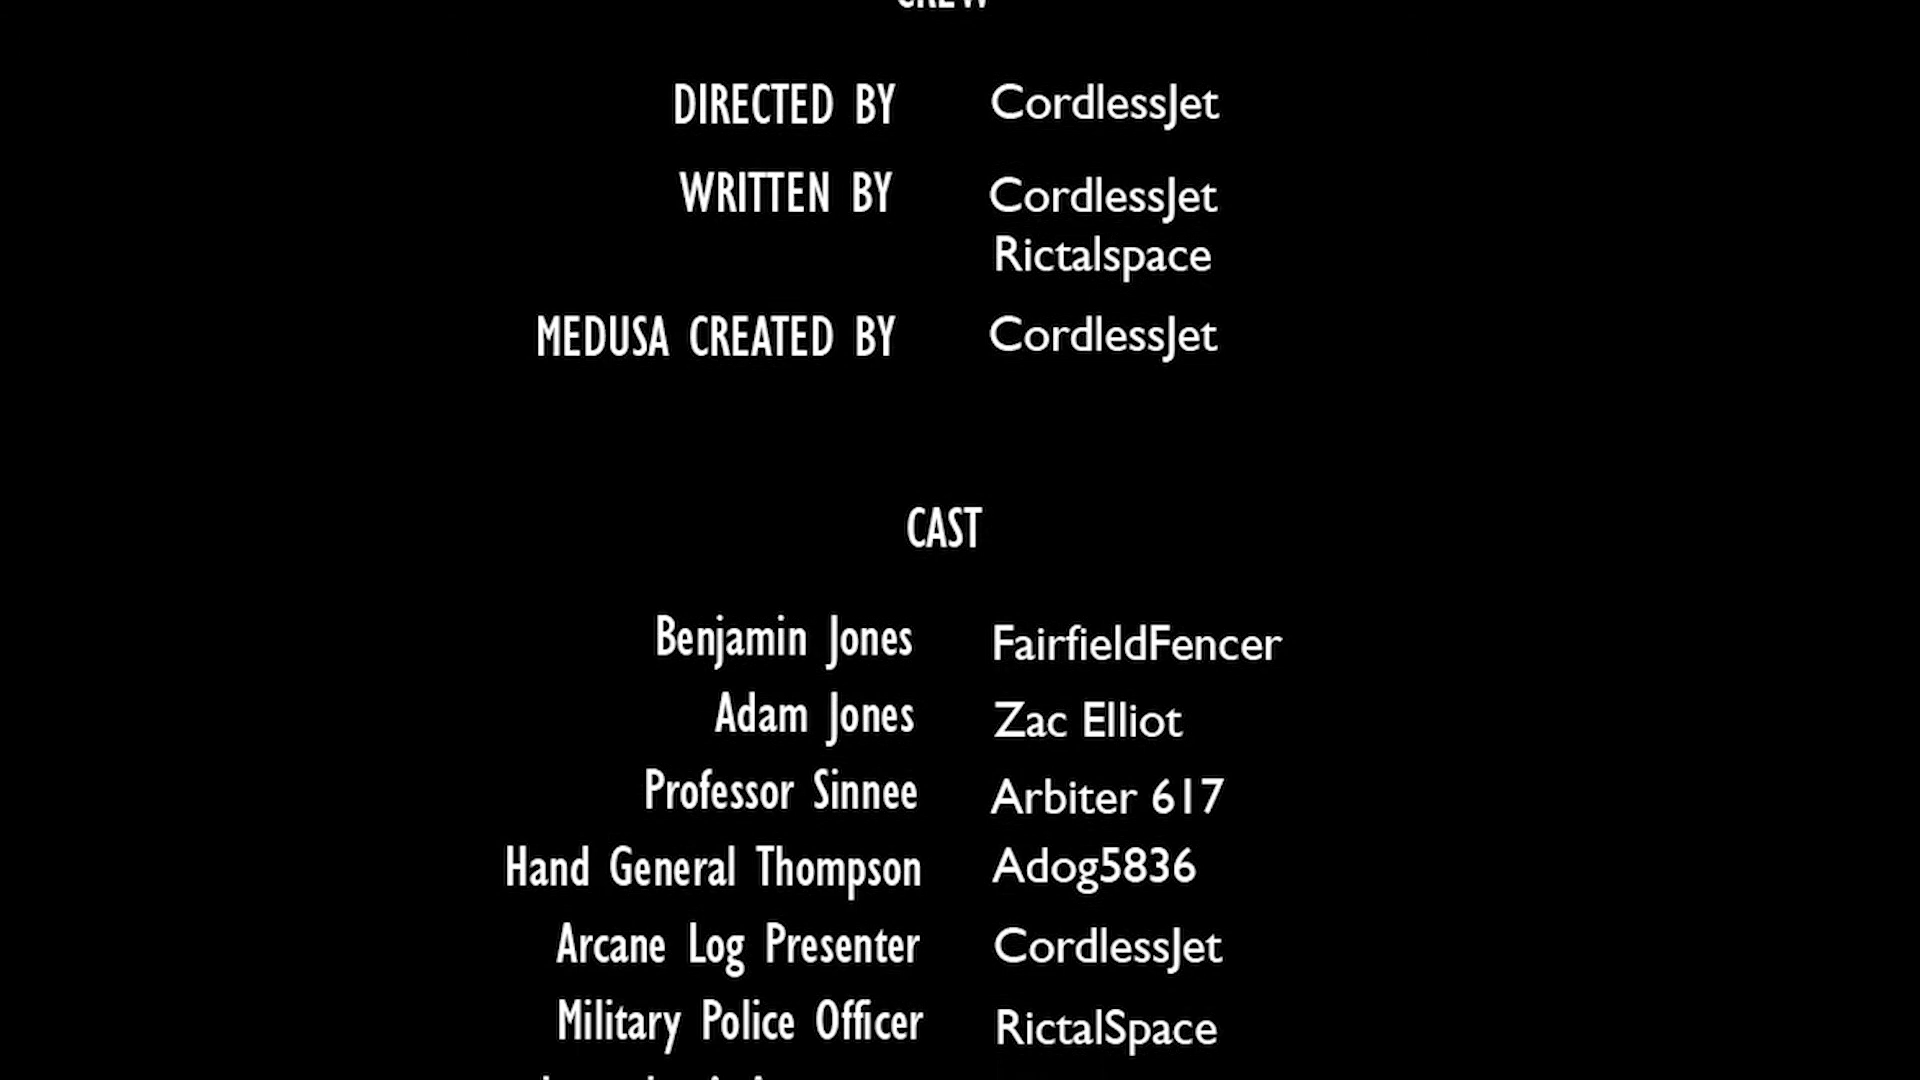 CREW
DIRECTED BY CordlessJet
WRITTEN BY CordlessJet
Rictalspace
MEDUSA CREATED BY CordlessJet
CAST
Benjamin Jones FairfieldFencer
Adam Jones Zac Elliot
Professor Sinnee Arbiter 617
Hand General Thompson Adog5836
Arcane Log Presenter CordlessJet
Military Police Officer RictalSpace